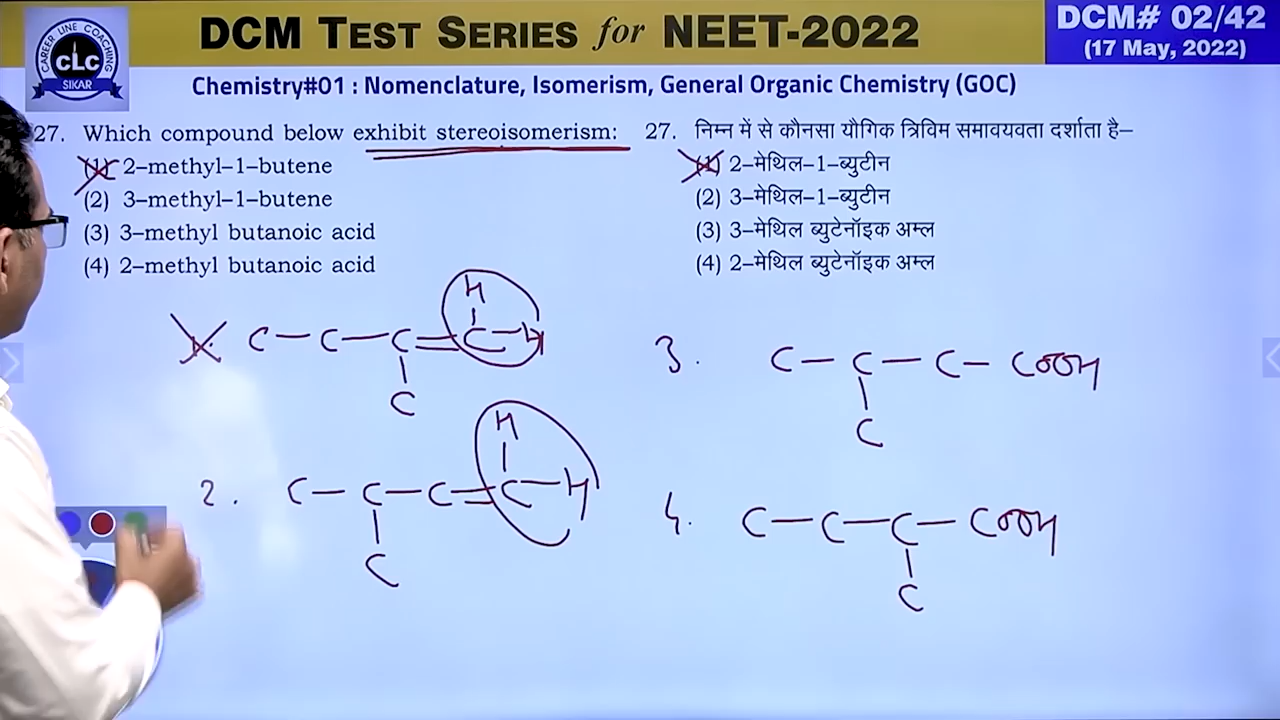 CAREER LINE COACHING
CLC
SIKAR
DCM TEST SERIES for NEET-2022
DCM# 02/42
(17 May, 2022)
Chemistry#01 : Nomenclature, Isomerism, General Organic Chemistry (GOC)
27. Which compound below exhibit stereoisomerism:
(1) 2-methyl-1-butene
(2) 3-methyl-1-butene
(3) 3-methyl butanoic acid
(4) 2-methyl butanoic acid
27. निम्न में से कौनसा यौगिक त्रिविम समावयवता दर्शाता है–
(1) 2–मेथिल–1–ब्युटीन
(2) 3–मेथिल–1–ब्युटीन
(3) 3–मेथिल ब्युटेनॉइक अम्ल
(4) 2–मेथिल ब्युटेनॉइक अम्ल
H
1. C — C — C = C — H
C
H
2. C — C — C = C — H
C
3. C — C — C — COOH
C
4. C — C — C — COOH
C